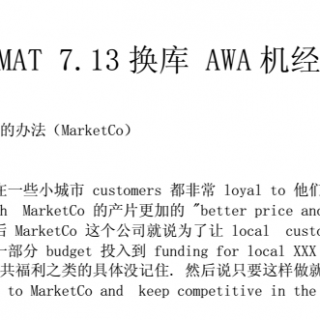 MAT 7.13 换库 AWA 机经
的办法（MarketCo）
在一些小城市 customers 都非常 loyal to 他们
h MarketCo 的产片更加的 "better price and
后 MarketCo 这个公司就说为了让 local custo
一部分 budget 投入到 funding for local XXX
共福利之类的具体没记住. 然后说只要这样做就
to MarketCo and keep competitive in the